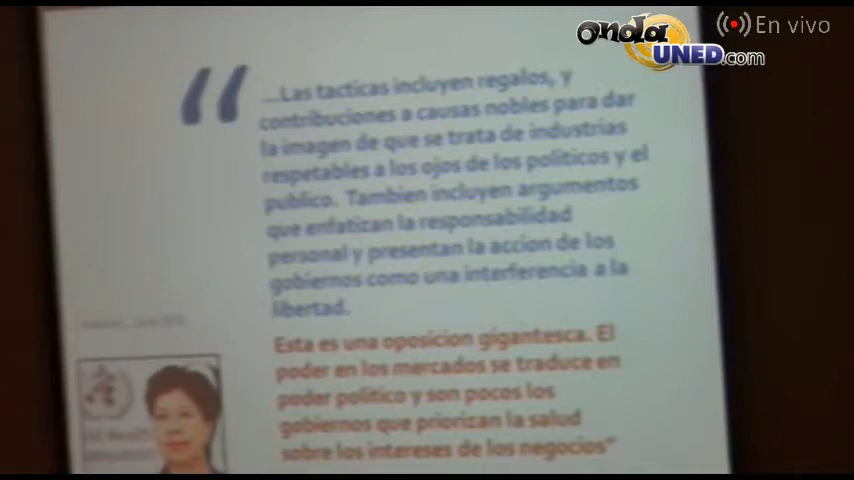 onda
UNED.com
En vivo
“
...Las tacticas incluyen regalos, y
contribuciones a causas nobles para dar
la imagen de que se trata de industrias
respetables a los ojos de los politicos y el
publico. Tambien incluyen argumentos
que enfatizan la responsabilidad
personal y presentan la accion de los
gobiernos como una interferencia a la
libertad.
Esta es una oposicion gigantesca. El
poder en los mercados se traduce en
poder politico y son pocos los
gobiernos que priorizan la salud
sobre los intereses de los negocios"